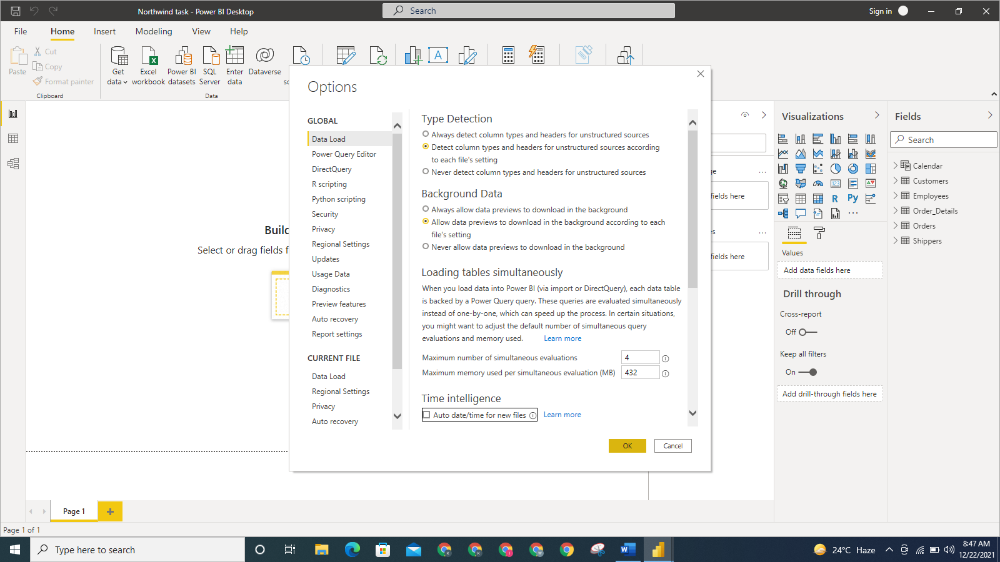 Northwind task - Power BI Desktop
Search
Sign in
File Home Insert Modeling View Help
Paste
Cut
Copy
Format painter
Clipboard
Get data
Excel workbook
Power BI datasets
SQL Server
Enter data
Dataverse
Data
Options
GLOBAL
Data Load
Power Query Editor
DirectQuery
R scripting
Python scripting
Security
Privacy
Regional Settings
Updates
Usage Data
Diagnostics
Preview features
Auto recovery
Report settings
CURRENT FILE
Data Load
Regional Settings
Privacy
Auto recovery
Type Detection
Always detect column types and headers for unstructured sources
Detect column types and headers for unstructured sources according
to each file's setting
Never detect column types and headers for unstructured sources
Background Data
Always allow data previews to download in the background
Allow data previews to download in the background according to each
file's setting
Never allow data previews to download in the background
Loading tables simultaneously
When you load data into Power BI (via import or DirectQuery), each data table
is backed by a Power Query query. These queries are evaluated simultaneously
instead of one-by-one, which can speed up the process. In certain situations,
you might want to adjust the default number of simultaneous query
evaluations and memory used. Learn more
Maximum number of simultaneous evaluations 4
Maximum memory used per simultaneous evaluation (MB) 432
Time intelligence
Auto date/time for new files Learn more
OK Cancel
Build
Select or drag fields f
ge
fields here
es
fields here
Visualizations
R Py
Values
Add data fields here
Drill through
Cross-report
Off
Keep all filters
On
Add drill-through fields here
Fields
Search
Calendar
Customers
Employees
Order_Details
Orders
Shippers
Page 1
Page 1 of 1
Type here to search
24°C Haze
8:47 AM
12/22/2021